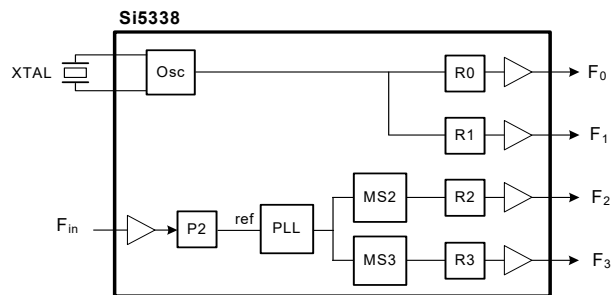 Si5338
XTAL
Osc
R0
F0
R1
F1
MS2
R2
F2
Fin
P2
ref
PLL
MS3
R3
F3